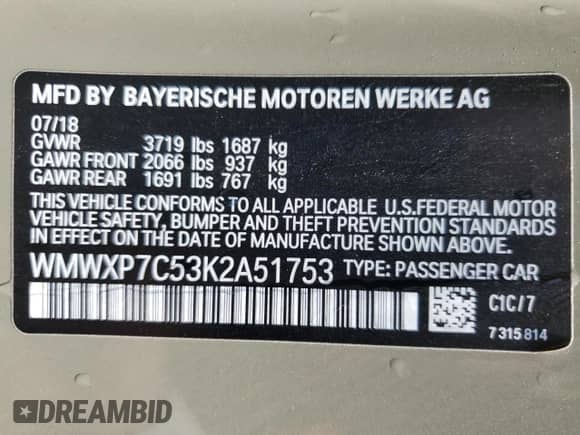 MFD BY BAYERISCHE MOTOREN WERKE AG
07/18
GVWR 3719 lbs 1687 kg
GAWR FRONT 2066 lbs 937 kg
GAWR REAR 1691 lbs 767 kg
THIS VEHICLE CONFORMS TO ALL APPLICABLE U.S.FEDERAL MOTOR
VEHICLE SAFETY, BUMPER AND THEFT PREVENTION STANDARDS
IN EFFECT ON THE DATE OF MANUFACTURE SHOWN ABOVE.
WMWXP7C53K2A51753 TYPE: PASSENGER CAR
C1C/7
7315814
DREAMBID